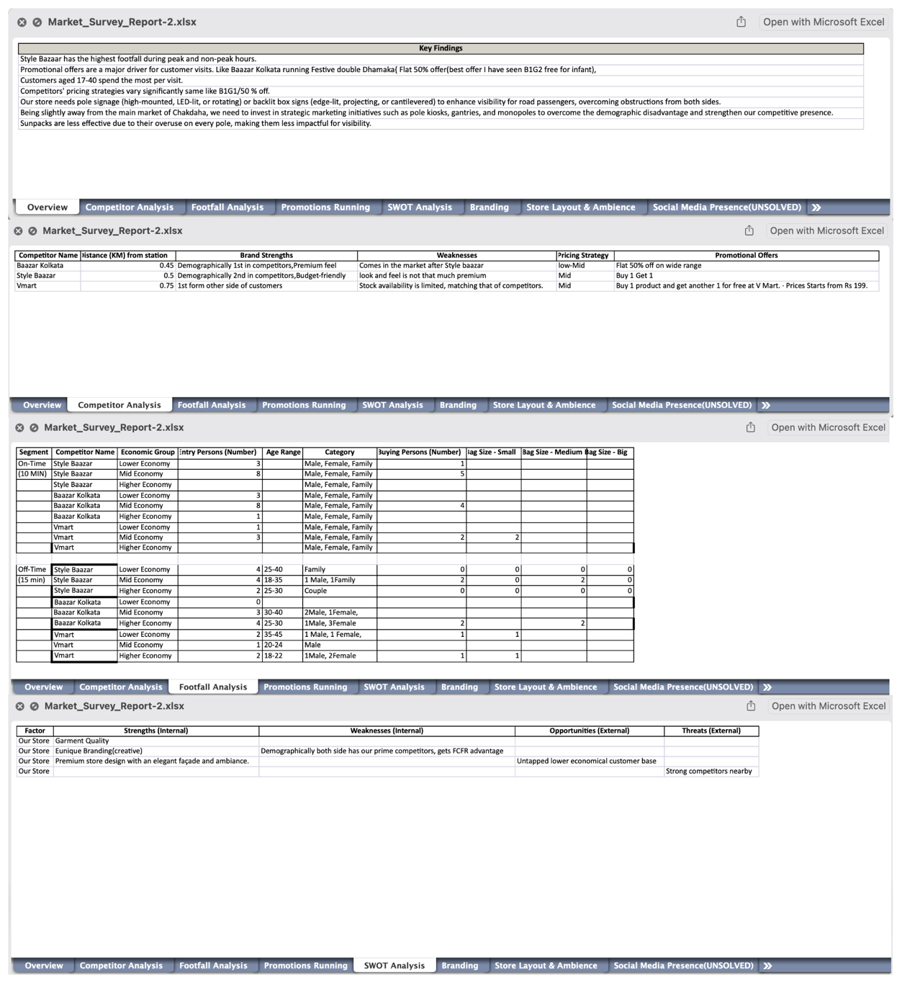 Market_Survey_Report-2.xlsx Open with Microsoft Excel
Key Findings
Style Bazaar has the highest footfall during peak and non-peak hours.
Promotional offers are a major driver for customer visits. Like Baazar Kolkata running Festive double Dhamaka( Flat 50% offer(best offer I have seen B1G2 free for infant),
Customers aged 17-40 spend the most per visit.
Competitors' pricing strategies vary significantly same like B1G1/50 % off.
Our store needs pole signage (high-mounted, LED-lit, or rotating) or backlit box signs (edge-lit, projecting, or cantilevered) to enhance visibility for road passengers, overcoming obstructions from both sides.
Being slightly away from the main market of Chakdaha, we need to invest in strategic marketing initiatives such as pole kiosks, gantries, and monopoles to overcome the demographic disadvantage and strengthen our competitive presence.
Sunpacks are less effective due to their overuse on every pole, making them less impactful for visibility.
Overview Competitor Analysis Footfall Analysis Promotions Running SWOT Analysis Branding Store Layout & Ambience Social Media Presence(UNSOLVED) »
Market_Survey_Report-2.xlsx Open with Microsoft Excel
Competitor Name istance (KM) from station Brand Strengths Weaknesses Pricing Strategy Promotional Offers
Baazar Kolkata 0.45 Demographically 1st in competitors,Premium feel Comes in the market after Style baazar low-Mid Flat 50% off on wide range
Style Baazar 0.5 Demographically 2nd in competitors,Budget-friendly look and feel is not that much premium Mid Buy 1 Get 1
Vmart 0.75 1st form other side of customers Stock availability is limited, matching that of competitors. Mid Buy 1 product and get another 1 for free at V Mart. · Prices Starts from Rs 199.
Overview Competitor Analysis Footfall Analysis Promotions Running SWOT Analysis Branding Store Layout & Ambience Social Media Presence(UNSOLVED) »
Market_Survey_Report-2.xlsx Open with Microsoft Excel
Segment Competitor Name Economic Group Entry Persons (Number) Age Range Category Buying Persons (Number) Bag Size - Small Bag Size - Medium Bag Size - Big
On-Time Style Baazar Lower Economy 3 Male, Female, Family 1
(10 MIN) Style Baazar Mid Economy 8 Male, Female, Family 5
Style Baazar Higher Economy Male, Female, Family
Baazar Kolkata Lower Economy 3 Male, Female, Family
Baazar Kolkata Mid Economy 8 Male, Female, Family 4
Baazar Kolkata Higher Economy 1 Male, Female, Family
Vmart Lower Economy 1 Male, Female, Family
Vmart Mid Economy 3 Male, Female, Family 2 2
Vmart Higher Economy Male, Female, Family
Off-Time Style Baazar Lower Economy 4 25-40 Family 0 0 0 0
(15 min) Style Baazar Mid Economy 4 18-35 1 Male, 1Family 2 0 2 0
Style Baazar Higher Economy 2 25-30 Couple 0 0 0 0
Baazar Kolkata Lower Economy 0
Baazar Kolkata Mid Economy 3 30-40 2Male, 1Female,
Baazar Kolkata Higher Economy 4 25-30 1Male, 3Female 2 2
Vmart Lower Economy 2 35-45 1 Male, 1 Female, 1 1
Vmart Mid Economy 1 20-24 Male
Vmart Higher Economy 2 18-22 1Male, 2Female 1 1
Overview Competitor Analysis Footfall Analysis Promotions Running SWOT Analysis Branding Store Layout & Ambience Social Media Presence(UNSOLVED) »
Market_Survey_Report-2.xlsx Open with Microsoft Excel
Factor Strengths (Internal) Weaknesses (Internal) Opportunities (External) Threats (External)
Our Store Garment Quality
Our Store Eunique Branding(creative) Demographically both side has our prime competitors, gets FCFR advantage
Our Store Premium store design with an elegant façade and ambiance. Untapped lower economical customer base
Our Store Strong competitors nearby
Overview Competitor Analysis Footfall Analysis Promotions Running SWOT Analysis Branding Store Layout & Ambience Social Media Presence(UNSOLVED) »